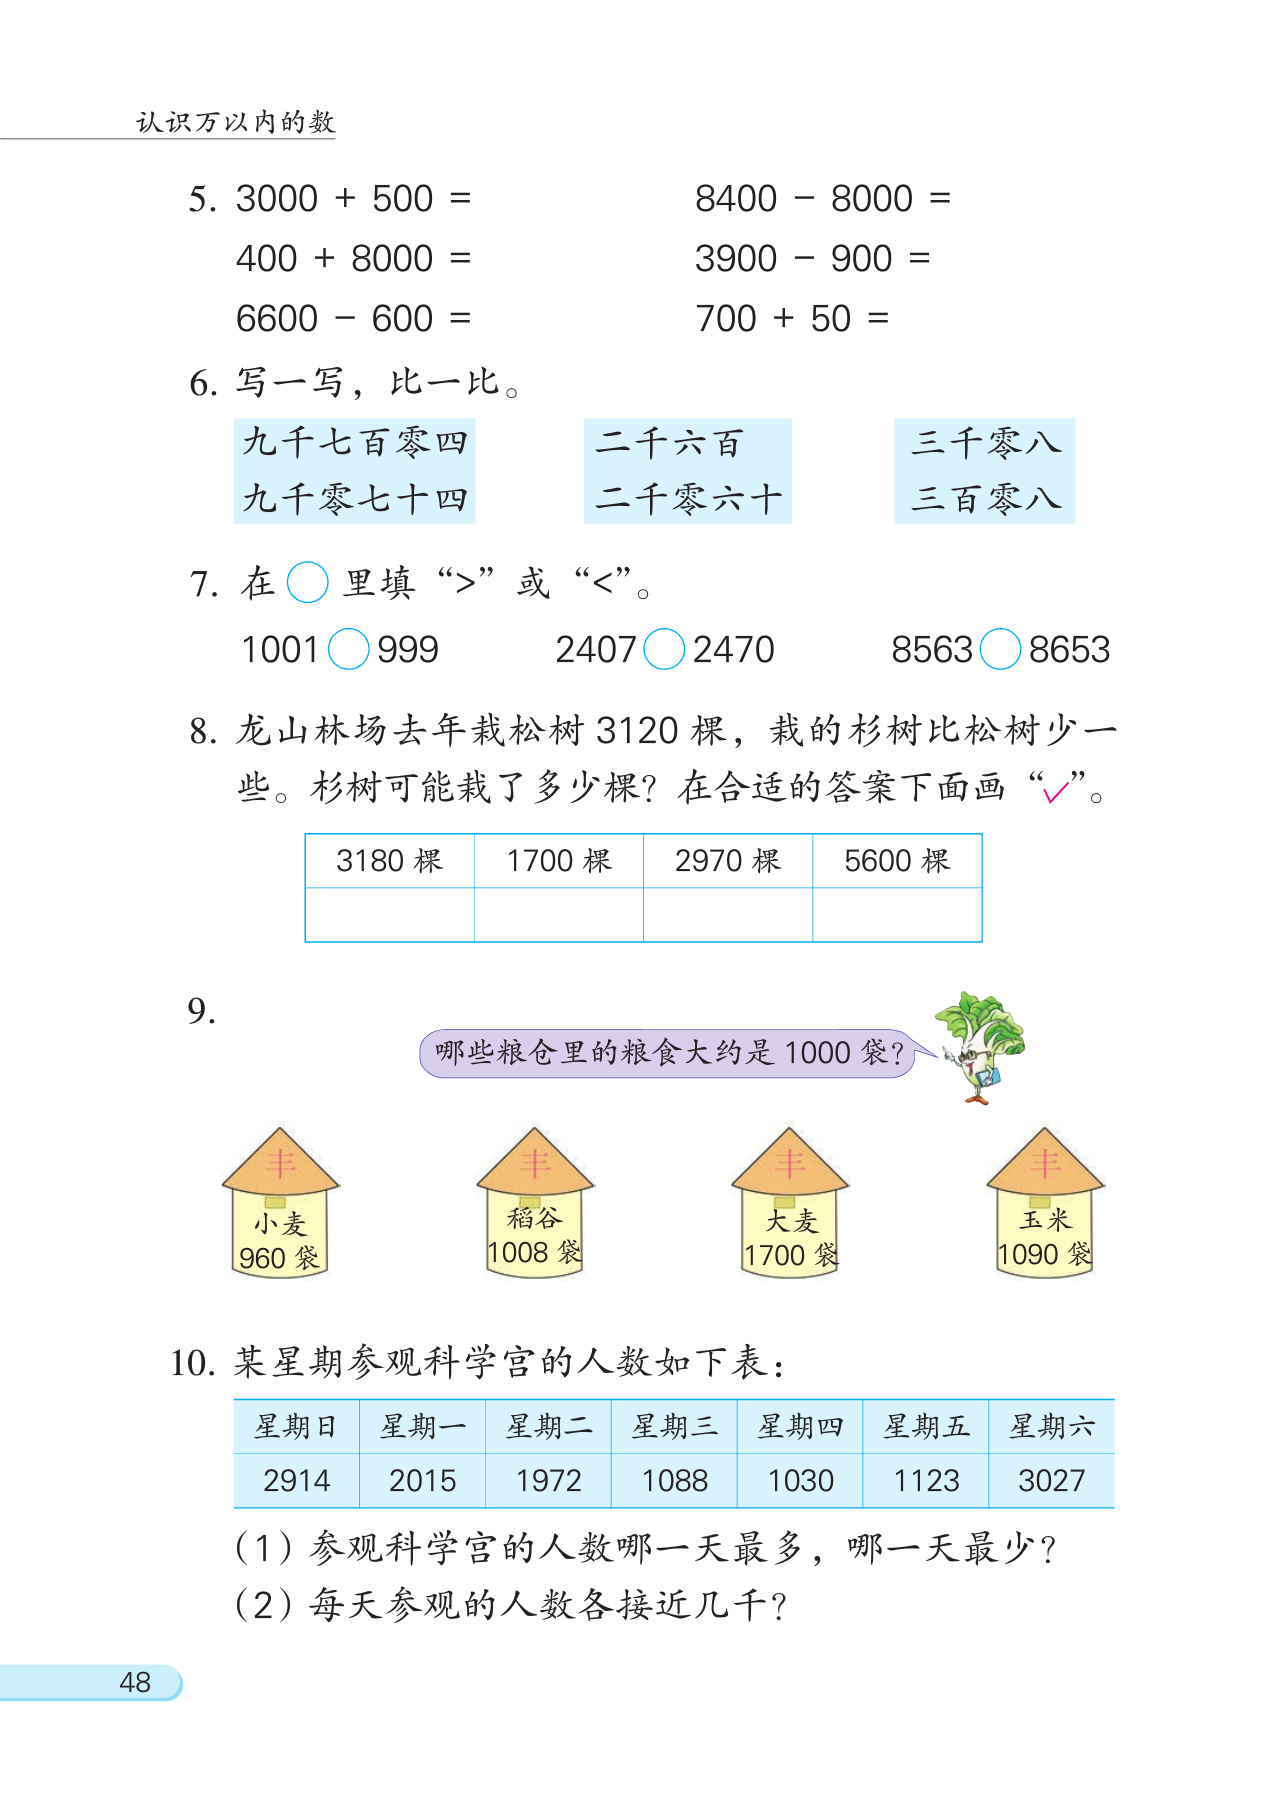 认识万以内的数
5. 3000 + 500 = 8400 − 8000 =
400 + 8000 = 3900 − 900 =
6600 − 600 = 700 + 50 =
6. 写一写，比一比。
九千七百零四 二千六百 三千零八
九千零七十四 二千零六十 三百零八
7. 在○里填“>”或“<”。
1001○999 2407○2470 8563○8653
8. 龙山林场去年栽松树 3120 棵，栽的杉树比松树少一
些。杉树可能栽了多少棵？在合适的答案下面画“✓”。
3180 棵 1700 棵 2970 棵 5600 棵
9.
哪些粮仓里的粮食大约是 1000 袋？
丰 丰 丰 丰
小麦 稻谷 大麦 玉米
960 袋 1008 袋 1700 袋 1090 袋
10. 某星期参观科学宫的人数如下表：
星期日 星期一 星期二 星期三 星期四 星期五 星期六
2914 2015 1972 1088 1030 1123 3027
（1）参观科学宫的人数哪一天最多，哪一天最少？
（2）每天参观的人数各接近几千？
48